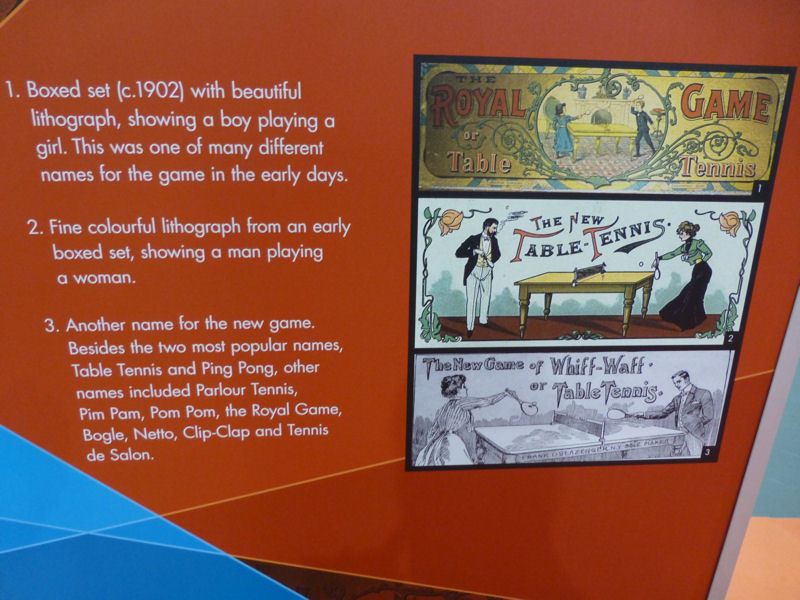 1. Boxed set (c.1902) with beautiful
lithograph, showing a boy playing a
girl. This was one of many different
names for the game in the early days.
2. Fine colourful lithograph from an early
boxed set, showing a man playing
a woman.
3. Another name for the new game.
Besides the two most popular names,
Table Tennis and Ping Pong, other
names included Parlour Tennis,
Pim Pam, Pom Pom, the Royal Game,
Bogle, Netto, Clip-Clap and Tennis
de Salon.
THE
ROYAL GAME
or
Table Tennis
1
THE NEW
TABLE-TENNIS.
2
The New Game of Whiff-Waff.
or Table Tennis.
FRANK N.Y. SOLE MAKER
3